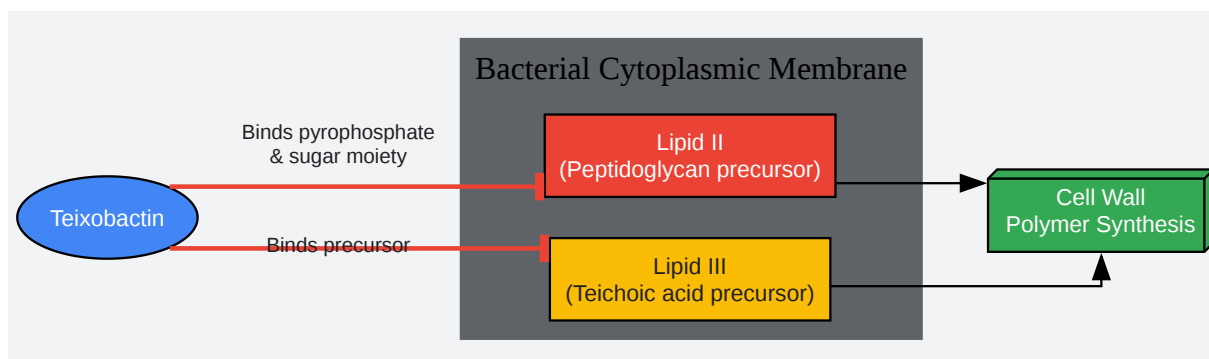 Bacterial Cytoplasmic Membrane
Binds pyrophosphate
& sugar moiety
Lipid II
(Peptidoglycan precursor)
Teixobactin
Cell Wall
Polymer Synthesis
Binds precursor
Lipid III
(Teichoic acid precursor)